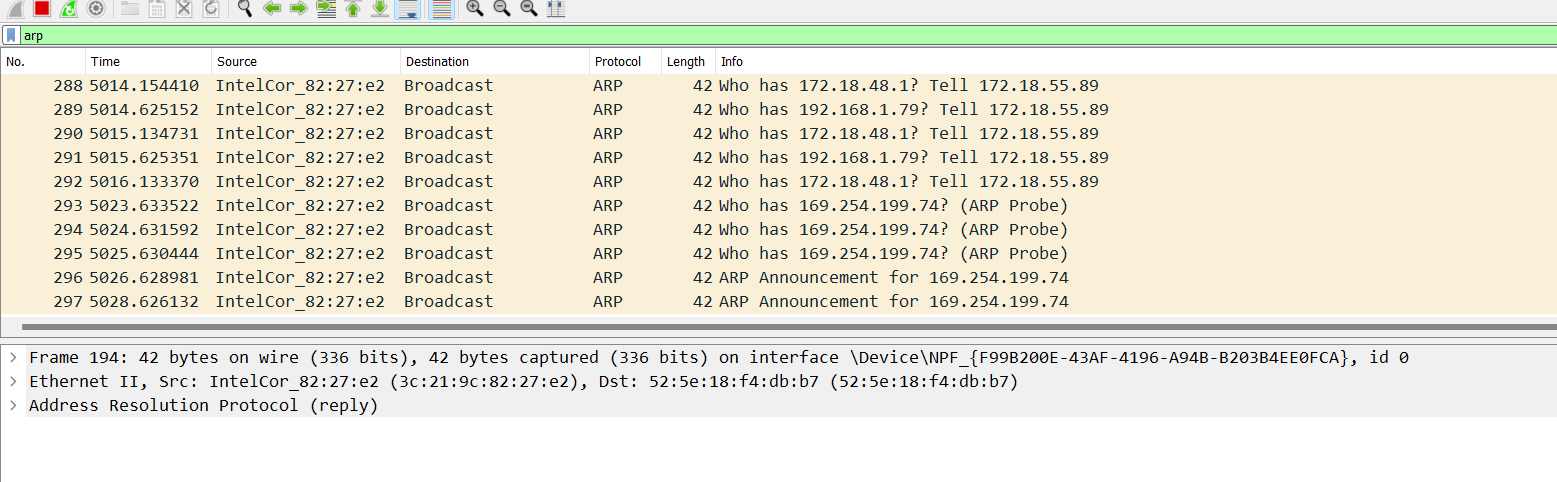 arp
No. Time Source Destination Protocol Length Info
288 5014.154410 IntelCor_82:27:e2 Broadcast ARP 42 Who has 172.18.48.1? Tell 172.18.55.89
289 5014.625152 IntelCor_82:27:e2 Broadcast ARP 42 Who has 192.168.1.79? Tell 172.18.55.89
290 5015.134731 IntelCor_82:27:e2 Broadcast ARP 42 Who has 172.18.48.1? Tell 172.18.55.89
291 5015.625351 IntelCor_82:27:e2 Broadcast ARP 42 Who has 192.168.1.79? Tell 172.18.55.89
292 5016.133370 IntelCor_82:27:e2 Broadcast ARP 42 Who has 172.18.48.1? Tell 172.18.55.89
293 5023.633522 IntelCor_82:27:e2 Broadcast ARP 42 Who has 169.254.199.74? (ARP Probe)
294 5024.631592 IntelCor_82:27:e2 Broadcast ARP 42 Who has 169.254.199.74? (ARP Probe)
295 5025.630444 IntelCor_82:27:e2 Broadcast ARP 42 Who has 169.254.199.74? (ARP Probe)
296 5026.628981 IntelCor_82:27:e2 Broadcast ARP 42 ARP Announcement for 169.254.199.74
297 5028.626132 IntelCor_82:27:e2 Broadcast ARP 42 ARP Announcement for 169.254.199.74
Frame 194: 42 bytes on wire (336 bits), 42 bytes captured (336 bits) on interface \Device\NPF_{F99B200E-43AF-4196-A94B-B203B4EE0FCA}, id 0
Ethernet II, Src: IntelCor_82:27:e2 (3c:21:9c:82:27:e2), Dst: 52:5e:18:f4:db:b7 (52:5e:18:f4:db:b7)
Address Resolution Protocol (reply)